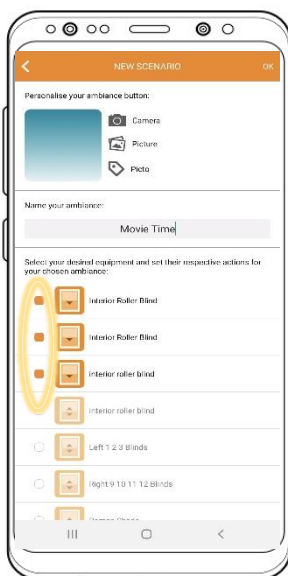 NEW SCENARIO OK
Personalise your ambiance button:
Camera
Picture
Picto
Name your ambiance:
Movie Time
Select your desired equipment and set their respective actions for
your chosen ambiance:
Interior Roller Blind
Interior Roller Blind
interior roller blind
interior roller blind
Left 1 2 3 Blinds
Right 9 10 11 12 Blinds